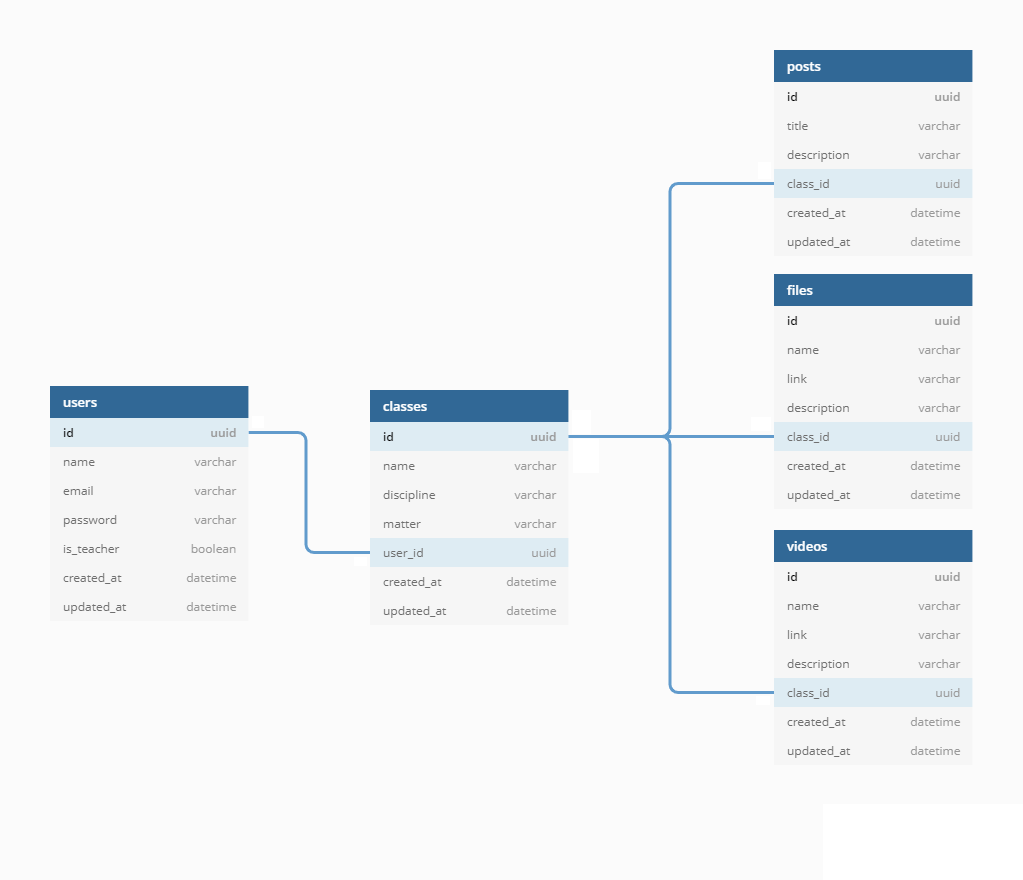 users
id uuid
name varchar
email varchar
password varchar
is_teacher boolean
created_at datetime
updated_at datetime
classes
id uuid
name varchar
discipline varchar
matter varchar
user_id uuid
created_at datetime
updated_at datetime
posts
id uuid
title varchar
description varchar
class_id uuid
created_at datetime
updated_at datetime
files
id uuid
name varchar
link varchar
description varchar
class_id uuid
created_at datetime
updated_at datetime
videos
id uuid
name varchar
link varchar
description varchar
class_id uuid
created_at datetime
updated_at datetime